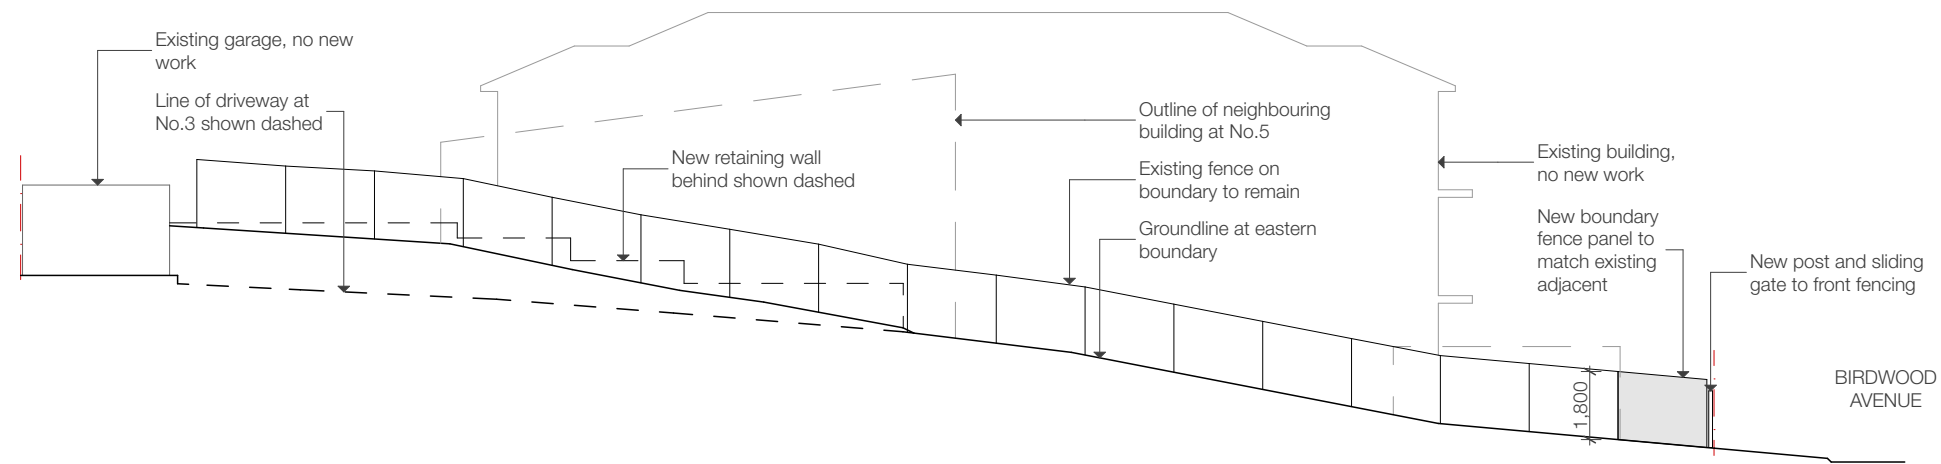 Existing garage, no new
work
Line of driveway at
No.3 shown dashed
New retaining wall
behind shown dashed
Outline of neighbouring
building at No.5
Existing fence on
boundary to remain
Groundline at eastern
boundary
Existing building,
no new work
New boundary
fence panel to
match existing
adjacent
New post and sliding
gate to front fencing
1,800
BIRDWOOD
AVENUE